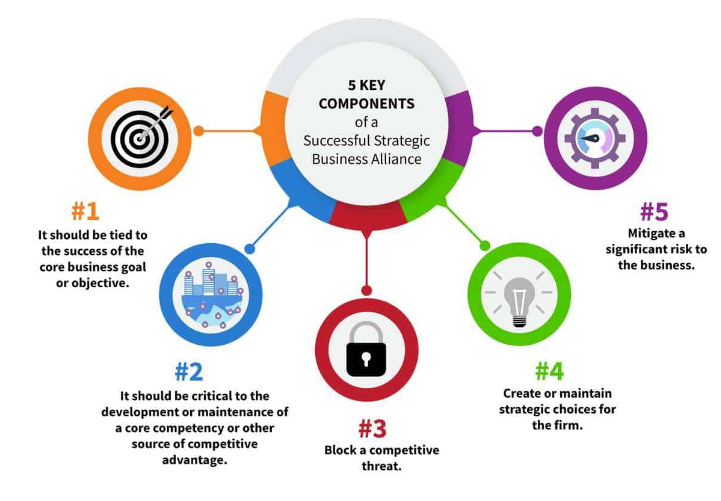 5 KEY
COMPONENTS
of a
Successful Strategic
Business Alliance
#1
It should be tied to
the success of the
core business goal
or objective.
#2
It should be critical to the
development or maintenance of
a core competency or other
source of competitive
advantage.
#3
Block a competitive
threat.
#4
Create or maintain
strategic choices for
the firm.
#5
Mitigate a
significant risk to
the business.